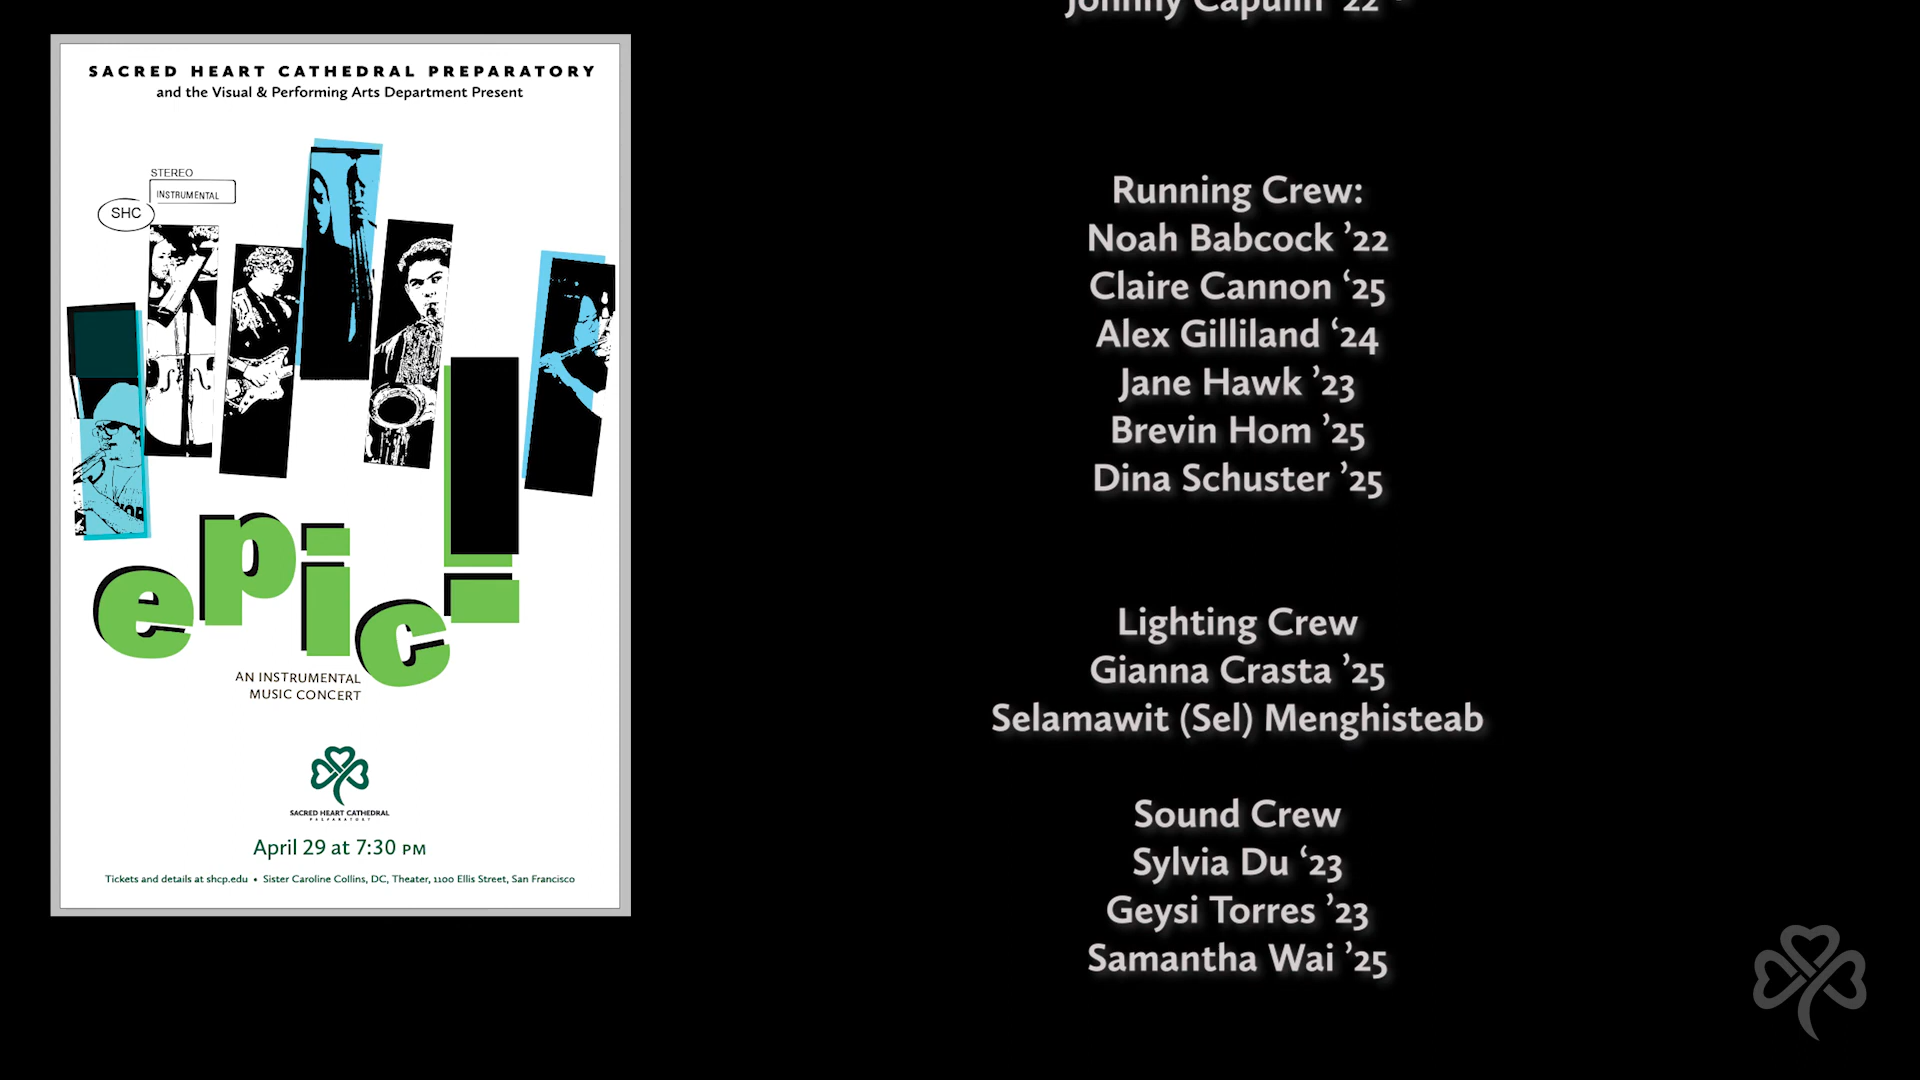 SACRED HEART CATHEDRAL PREPARATORY
and the Visual & Performing Arts Department Present
STEREO
INSTRUMENTAL
SHC
epic!
AN INSTRUMENTAL
MUSIC CONCERT
SACRED HEART CATHEDRAL
PREPARATORY
April 29 at 7:30 PM
Tickets and details at shcp.edu • Sister Caroline Collins, DC, Theater, 1100 Ellis Street, San Francisco
Johnny Capulin '22
Running Crew:
Noah Babcock ’22
Claire Cannon ‘25
Alex Gilliland ‘24
Jane Hawk ’23
Brevin Hom ’25
Dina Schuster ’25
Lighting Crew
Gianna Crasta ’25
Selamawit (Sel) Menghisteab
Sound Crew
Sylvia Du ‘23
Geysi Torres ’23
Samantha Wai ’25